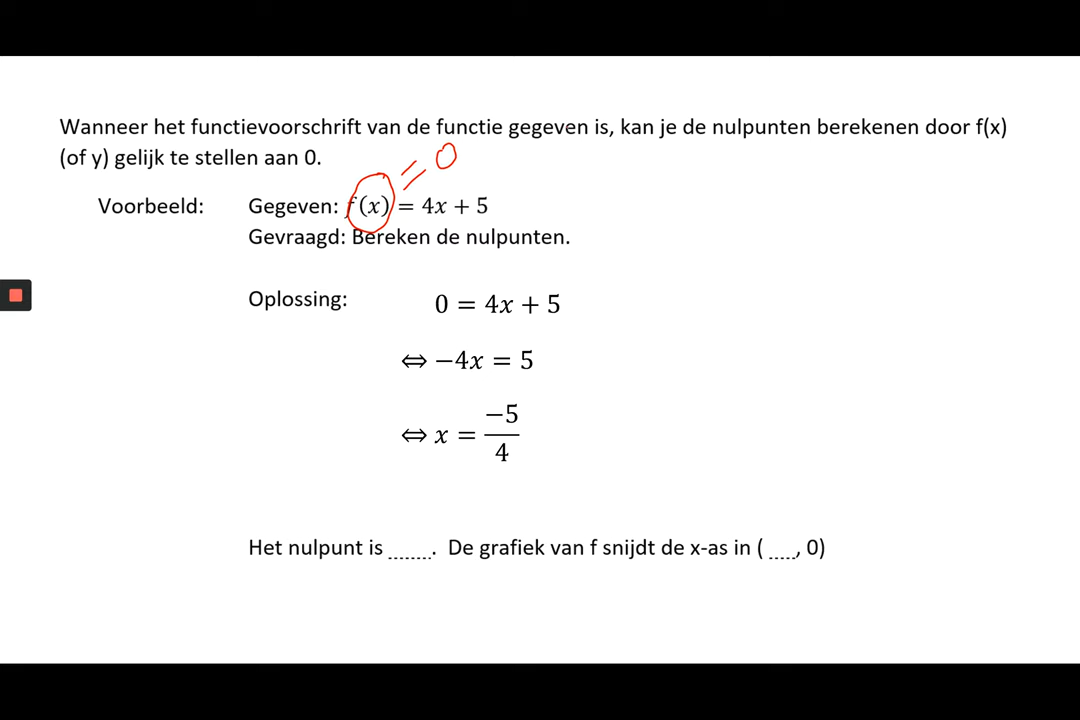 Wanneer het functievoorschrift van de functie gegeven is, kan je de nulpunten berekenen door f(x)
(of y) gelijk te stellen aan 0.
= 0
Voorbeeld: Gegeven: f(x) = 4x + 5
Gevraagd: Bereken de nulpunten.
Oplossing: 0 = 4x + 5
⇔ −4x = 5
⇔ x = −5/4
Het nulpunt is ........ De grafiek van f snijdt de x-as in ( ....., 0)